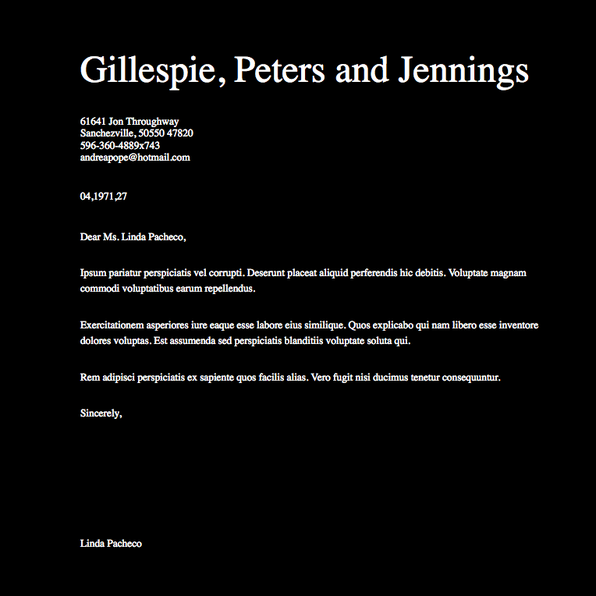 Gillespie, Peters and Jennings
61641 Jon Throughway
Sanchezville, 50550 47820
596-360-4889x743
andreapope@hotmail.com
04,1971,27
Dear Ms. Linda Pacheco,
Ipsum pariatur perspiciatis vel corrupti. Deserunt placeat aliquid perferendis hic debitis. Voluptate magnam
commodi voluptatibus earum repellendus.
Exercitationem asperiores iure eaque esse labore eius similique. Quos explicabo qui nam libero esse inventore
dolores voluptas. Est assumenda sed perspiciatis blanditiis voluptate soluta qui.
Rem adipisci perspiciatis ex sapiente quos facilis alias. Vero fugit nisi ducimus tenetur consequuntur.
Sincerely,
Linda Pacheco